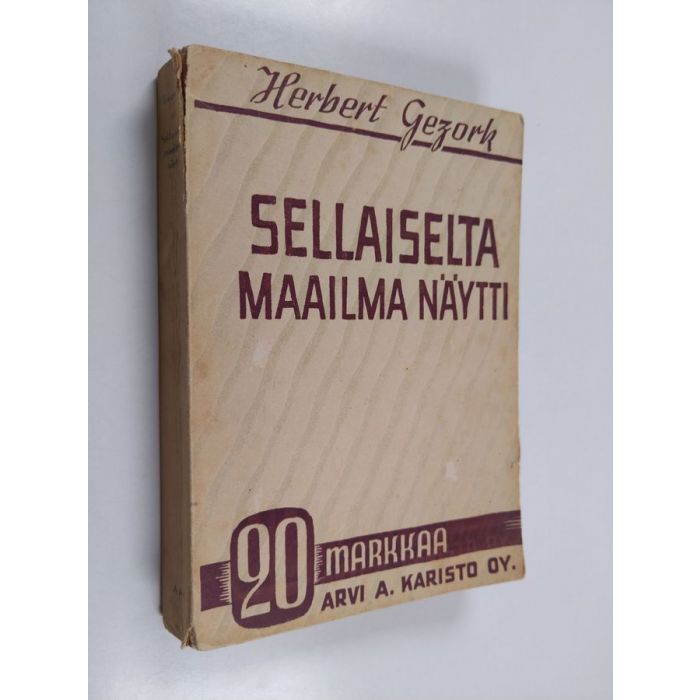 Herbert Gezork
SELLAISELTA
MAAILMA NÄYTTI
20 MARKKAA
ARVI A. KARISTO OY.